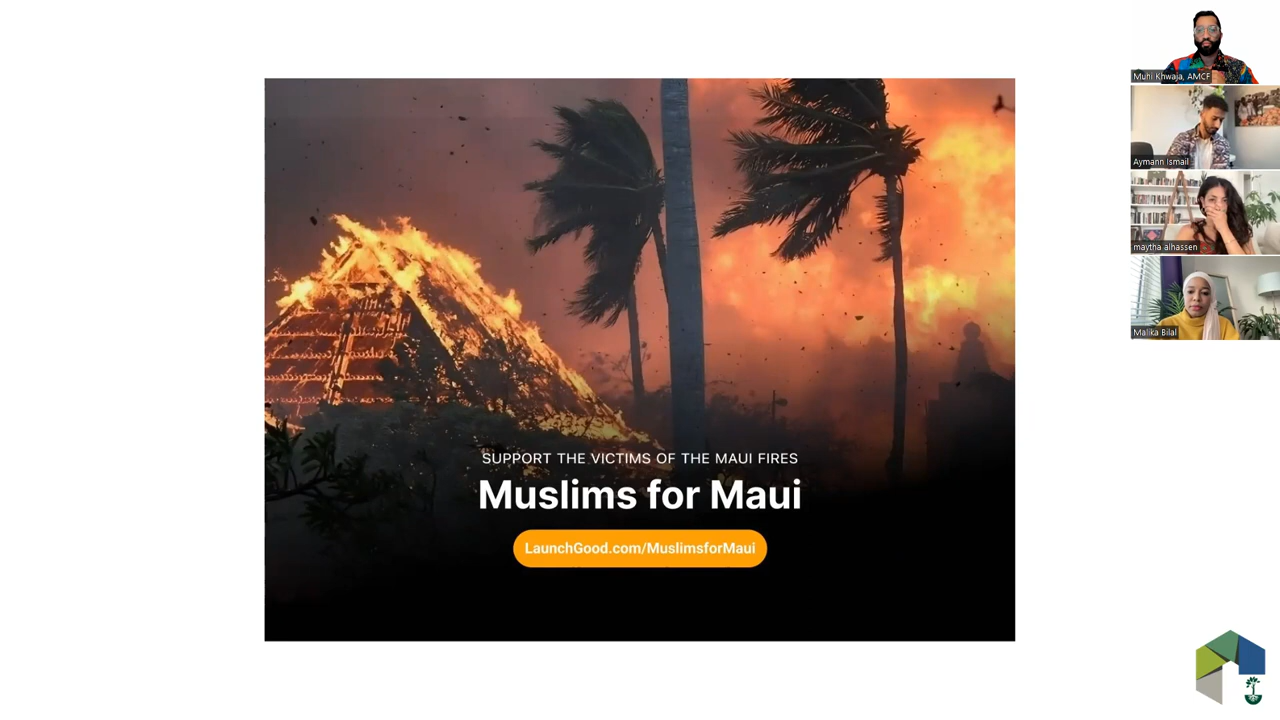 SUPPORT THE VICTIMS OF THE MAUI FIRES
Muslims for Maui
LaunchGood.com/MuslimsforMaui
Muhi Khwaja, AMCF
Aymann Ismail
maytha alhassen
Malika Bilal